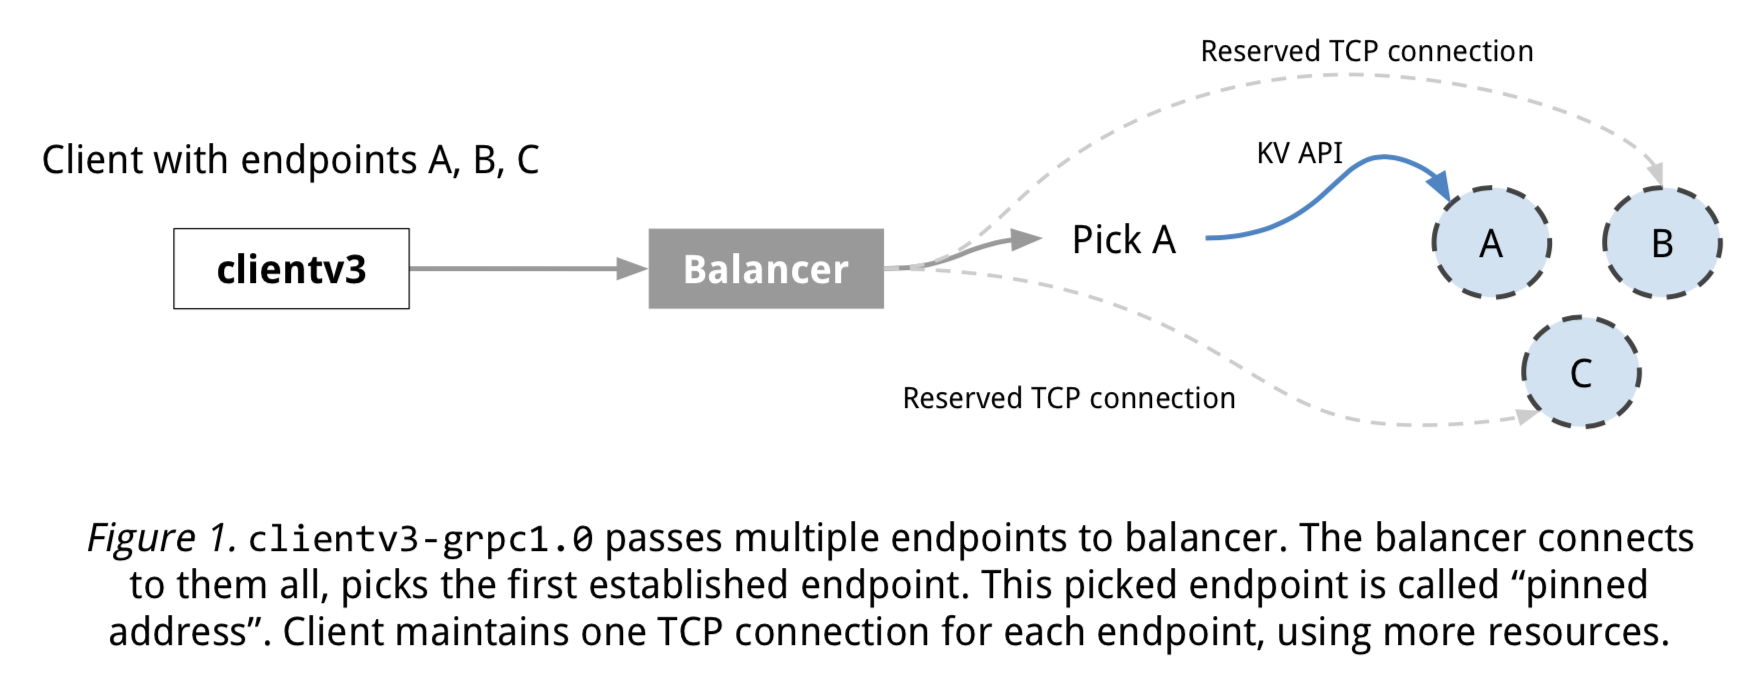 Reserved TCP connection
KV API
Client with endpoints A, B, C
clientv3
Balancer
Pick A
A
B
C
Reserved TCP connection
Figure 1. clientv3-grpc1.0 passes multiple endpoints to balancer. The balancer connects
to them all, picks the first established endpoint. This picked endpoint is called “pinned
address”. Client maintains one TCP connection for each endpoint, using more resources.